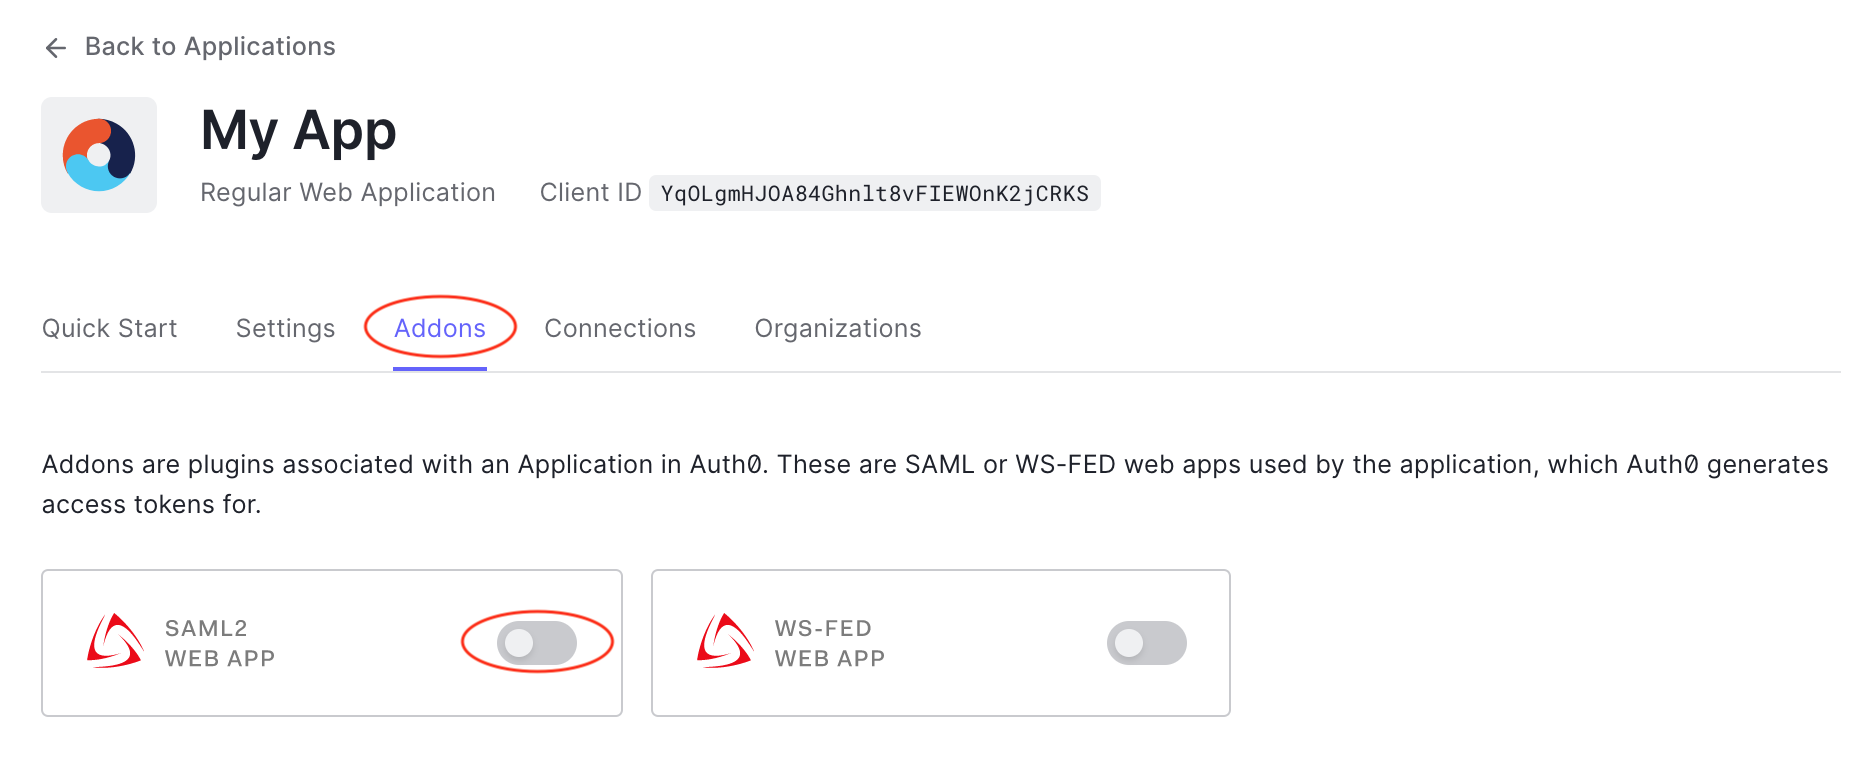 Back to Applications
My App
Regular Web Application Client ID YqOLgmHJOA84Ghnlt8vFIEWOnK2jCRKS
Quick Start Settings Addons Connections Organizations
Addons are plugins associated with an Application in Auth0. These are SAML or WS-FED web apps used by the application, which Auth0 generates
access tokens for.
SAML2
WEB APP
WS-FED
WEB APP